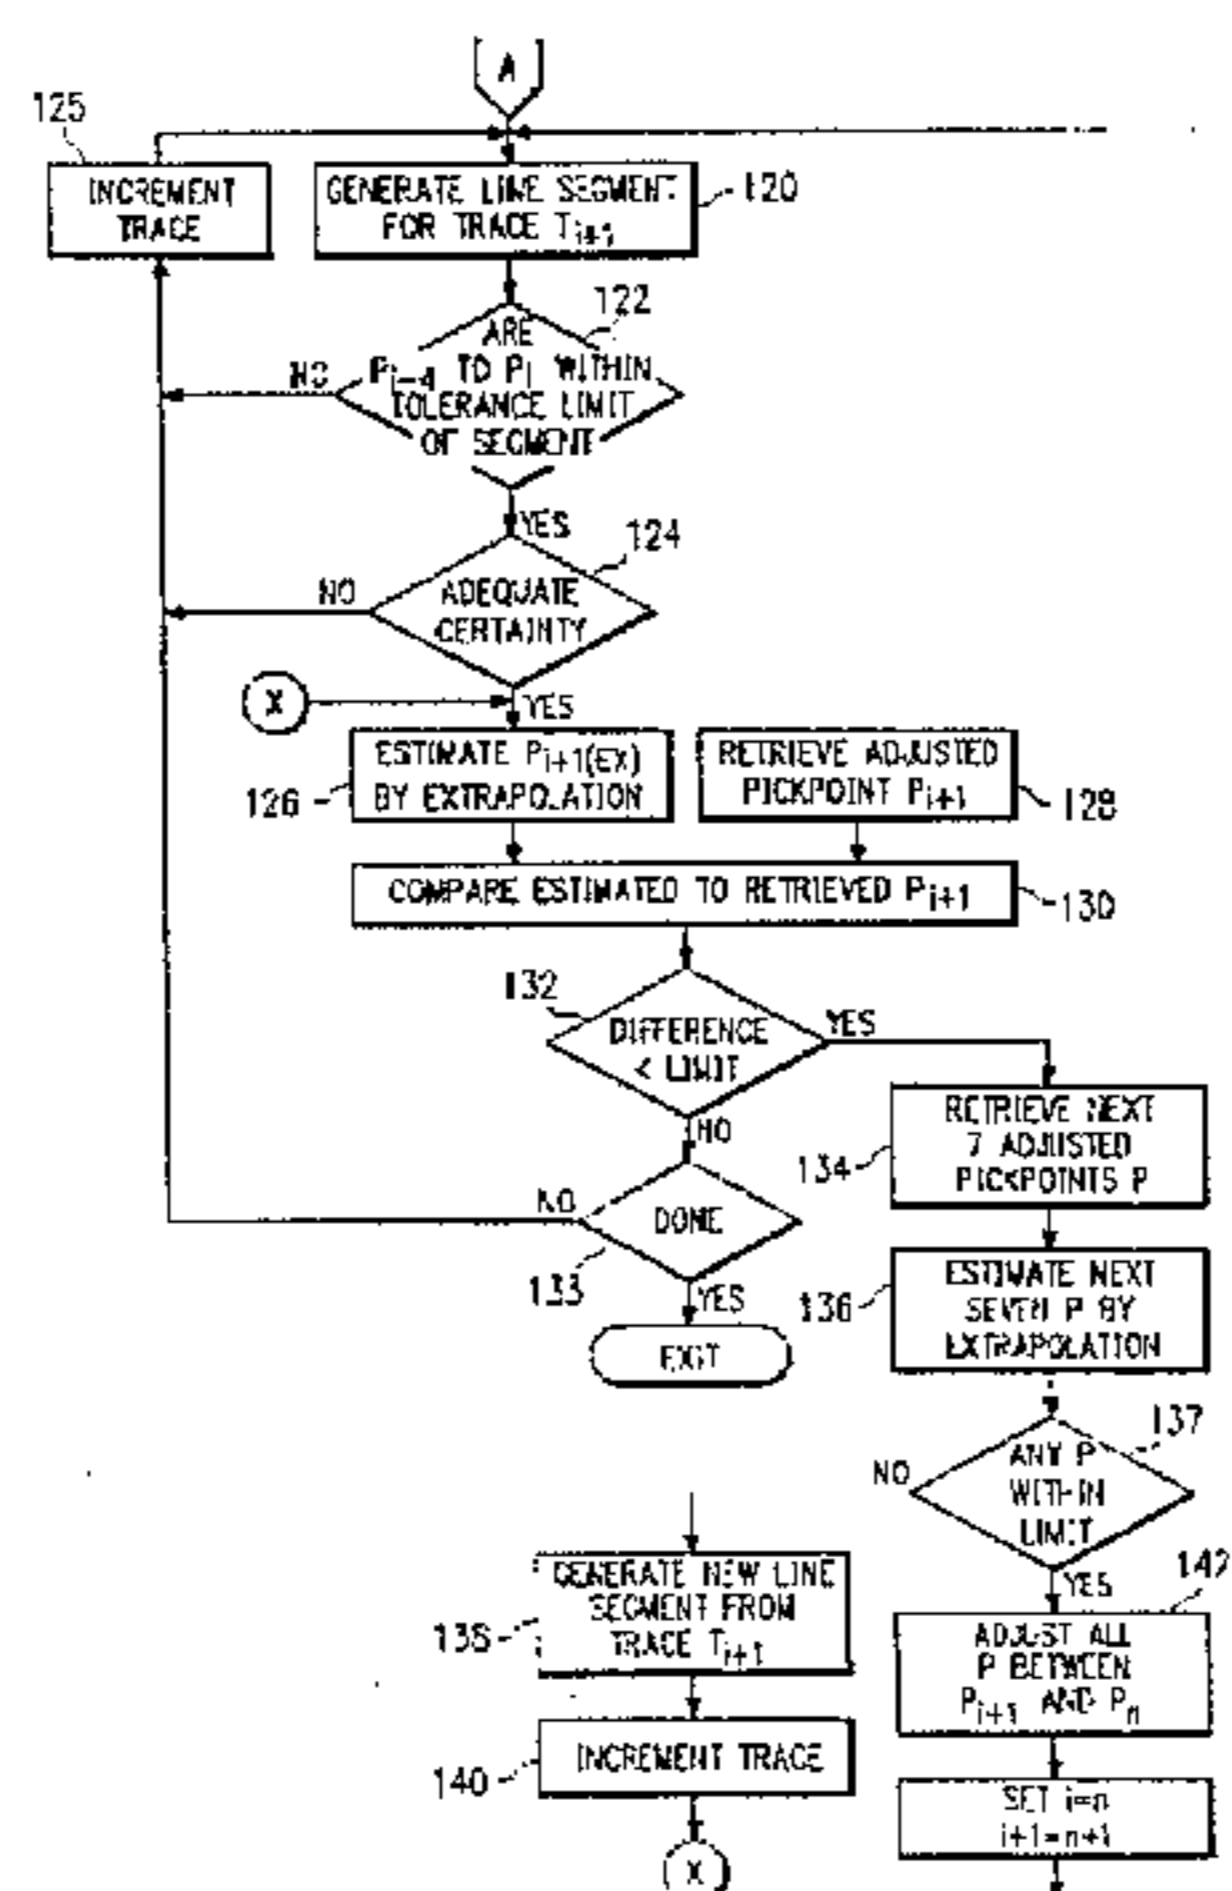 A
125
INCREMENT
TRACE
GENERATE LINE SEGMENT
FOR TRACE Ti+1
120
122
ARE
Pi-4 TO Pi WITHIN
TOLERANCE LIMIT
OF SEGMENT
NO
YES
124
ADEQUATE
CERTAINTY
NO
X
YES
ESTIMATE Pi+1(EX)
BY EXTRAPOLATION
126
RETRIEVE ADJUSTED
PICKPOINT Pi+1
128
COMPARE ESTIMATED TO RETRIEVED Pi+1
130
132
DIFFERENCE
< LIMIT
YES
NO
RETRIEVE NEXT
7 ADJUSTED
PICKPOINTS P
134
NO
DONE
133
YES
EXIT
ESTIMATE NEXT
SEVEN P BY
EXTRAPOLATION
136
137
ANY P
WITHIN
LIMIT
NO
YES
142
GENERATE NEW LINE
SEGMENT FROM
TRACE Ti+1
138
ADJUST ALL
P BETWEEN
Pi+1 AND Pn
INCREMENT TRACE
140
SET i=n
i+1=n+1
X